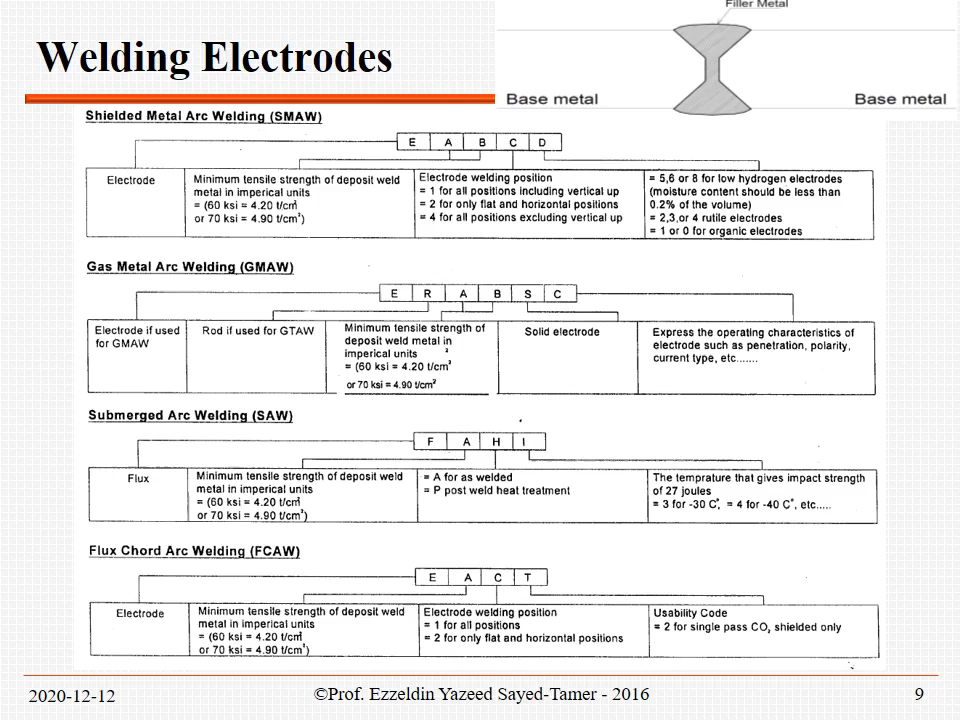 Filler Metal
Welding Electrodes
Base metal
Base metal
Shielded Metal Arc Welding (SMAW)
E A B C D
Electrode
Minimum tensile strength of deposit weld
metal in imperical units
= (60 ksi = 4.20 t/cm²
or 70 ksi = 4.90 t/cm²)
Electrode welding position
= 1 for all positions including vertical up
= 2 for only flat and horizontal positions
= 4 for all positions excluding vertical up
= 5,6 or 8 for low hydrogen electrodes
(moisture content should be less than
0.2% of the volume)
= 2,3,or 4 rutile electrodes
= 1 or 0 for organic electrodes
Gas Metal Arc Welding (GMAW)
E R A B S C
Electrode if used
for GMAW
Rod if used for GTAW
Minimum tensile strength of
deposit weld metal in
imperical units
= (60 ksi = 4.20 t/cm²
or 70 ksi = 4.90 t/cm²
Solid electrode
Express the operating characteristics of
electrode such as penetration, polarity,
current type, etc.......
Submerged Arc Welding (SAW)
F A H I
Flux
Minimum tensile strength of deposit weld
metal in imperical units
= (60 ksi = 4.20 t/cm²
or 70 ksi = 4.90 t/cm²)
= A for as welded
= P post weld heat treatment
The temprature that gives impact strength
of 27 joules
= 3 for -30 C°, = 4 for -40 C°, etc.....
Flux Chord Arc Welding (FCAW)
E A C T
Electrode
Minimum tensile strength of deposit weld
metal in imperical units
= (60 ksi = 4.20 t/cm²
or 70 ksi = 4.90 t/cm²)
Electrode welding position
= 1 for all positions
= 2 for only flat and horizontal positions
Usability Code
= 2 for single pass CO₂ shielded only
2020-12-12
©Prof. Ezzeldin Yazeed Sayed-Tamer - 2016
9